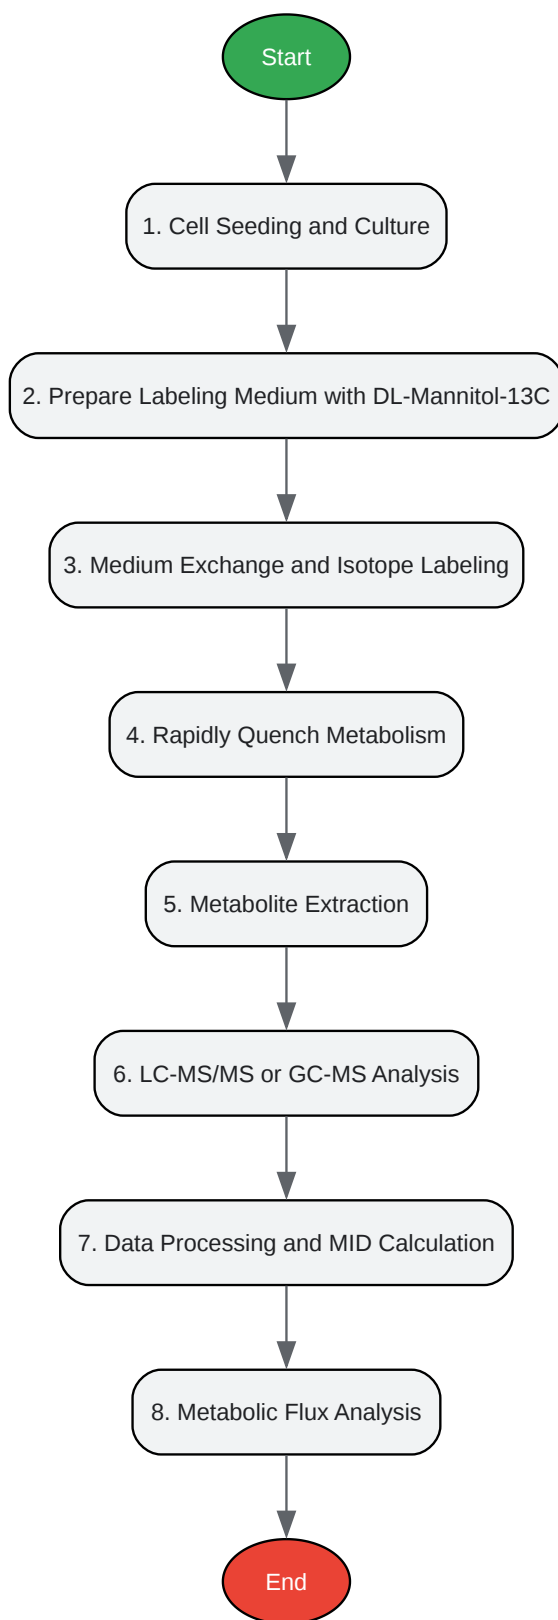 Start
1. Cell Seeding and Culture
2. Prepare Labeling Medium with DL-Mannitol-13C
3. Medium Exchange and Isotope Labeling
4. Rapidly Quench Metabolism
5. Metabolite Extraction
6. LC-MS/MS or GC-MS Analysis
7. Data Processing and MID Calculation
8. Metabolic Flux Analysis
End